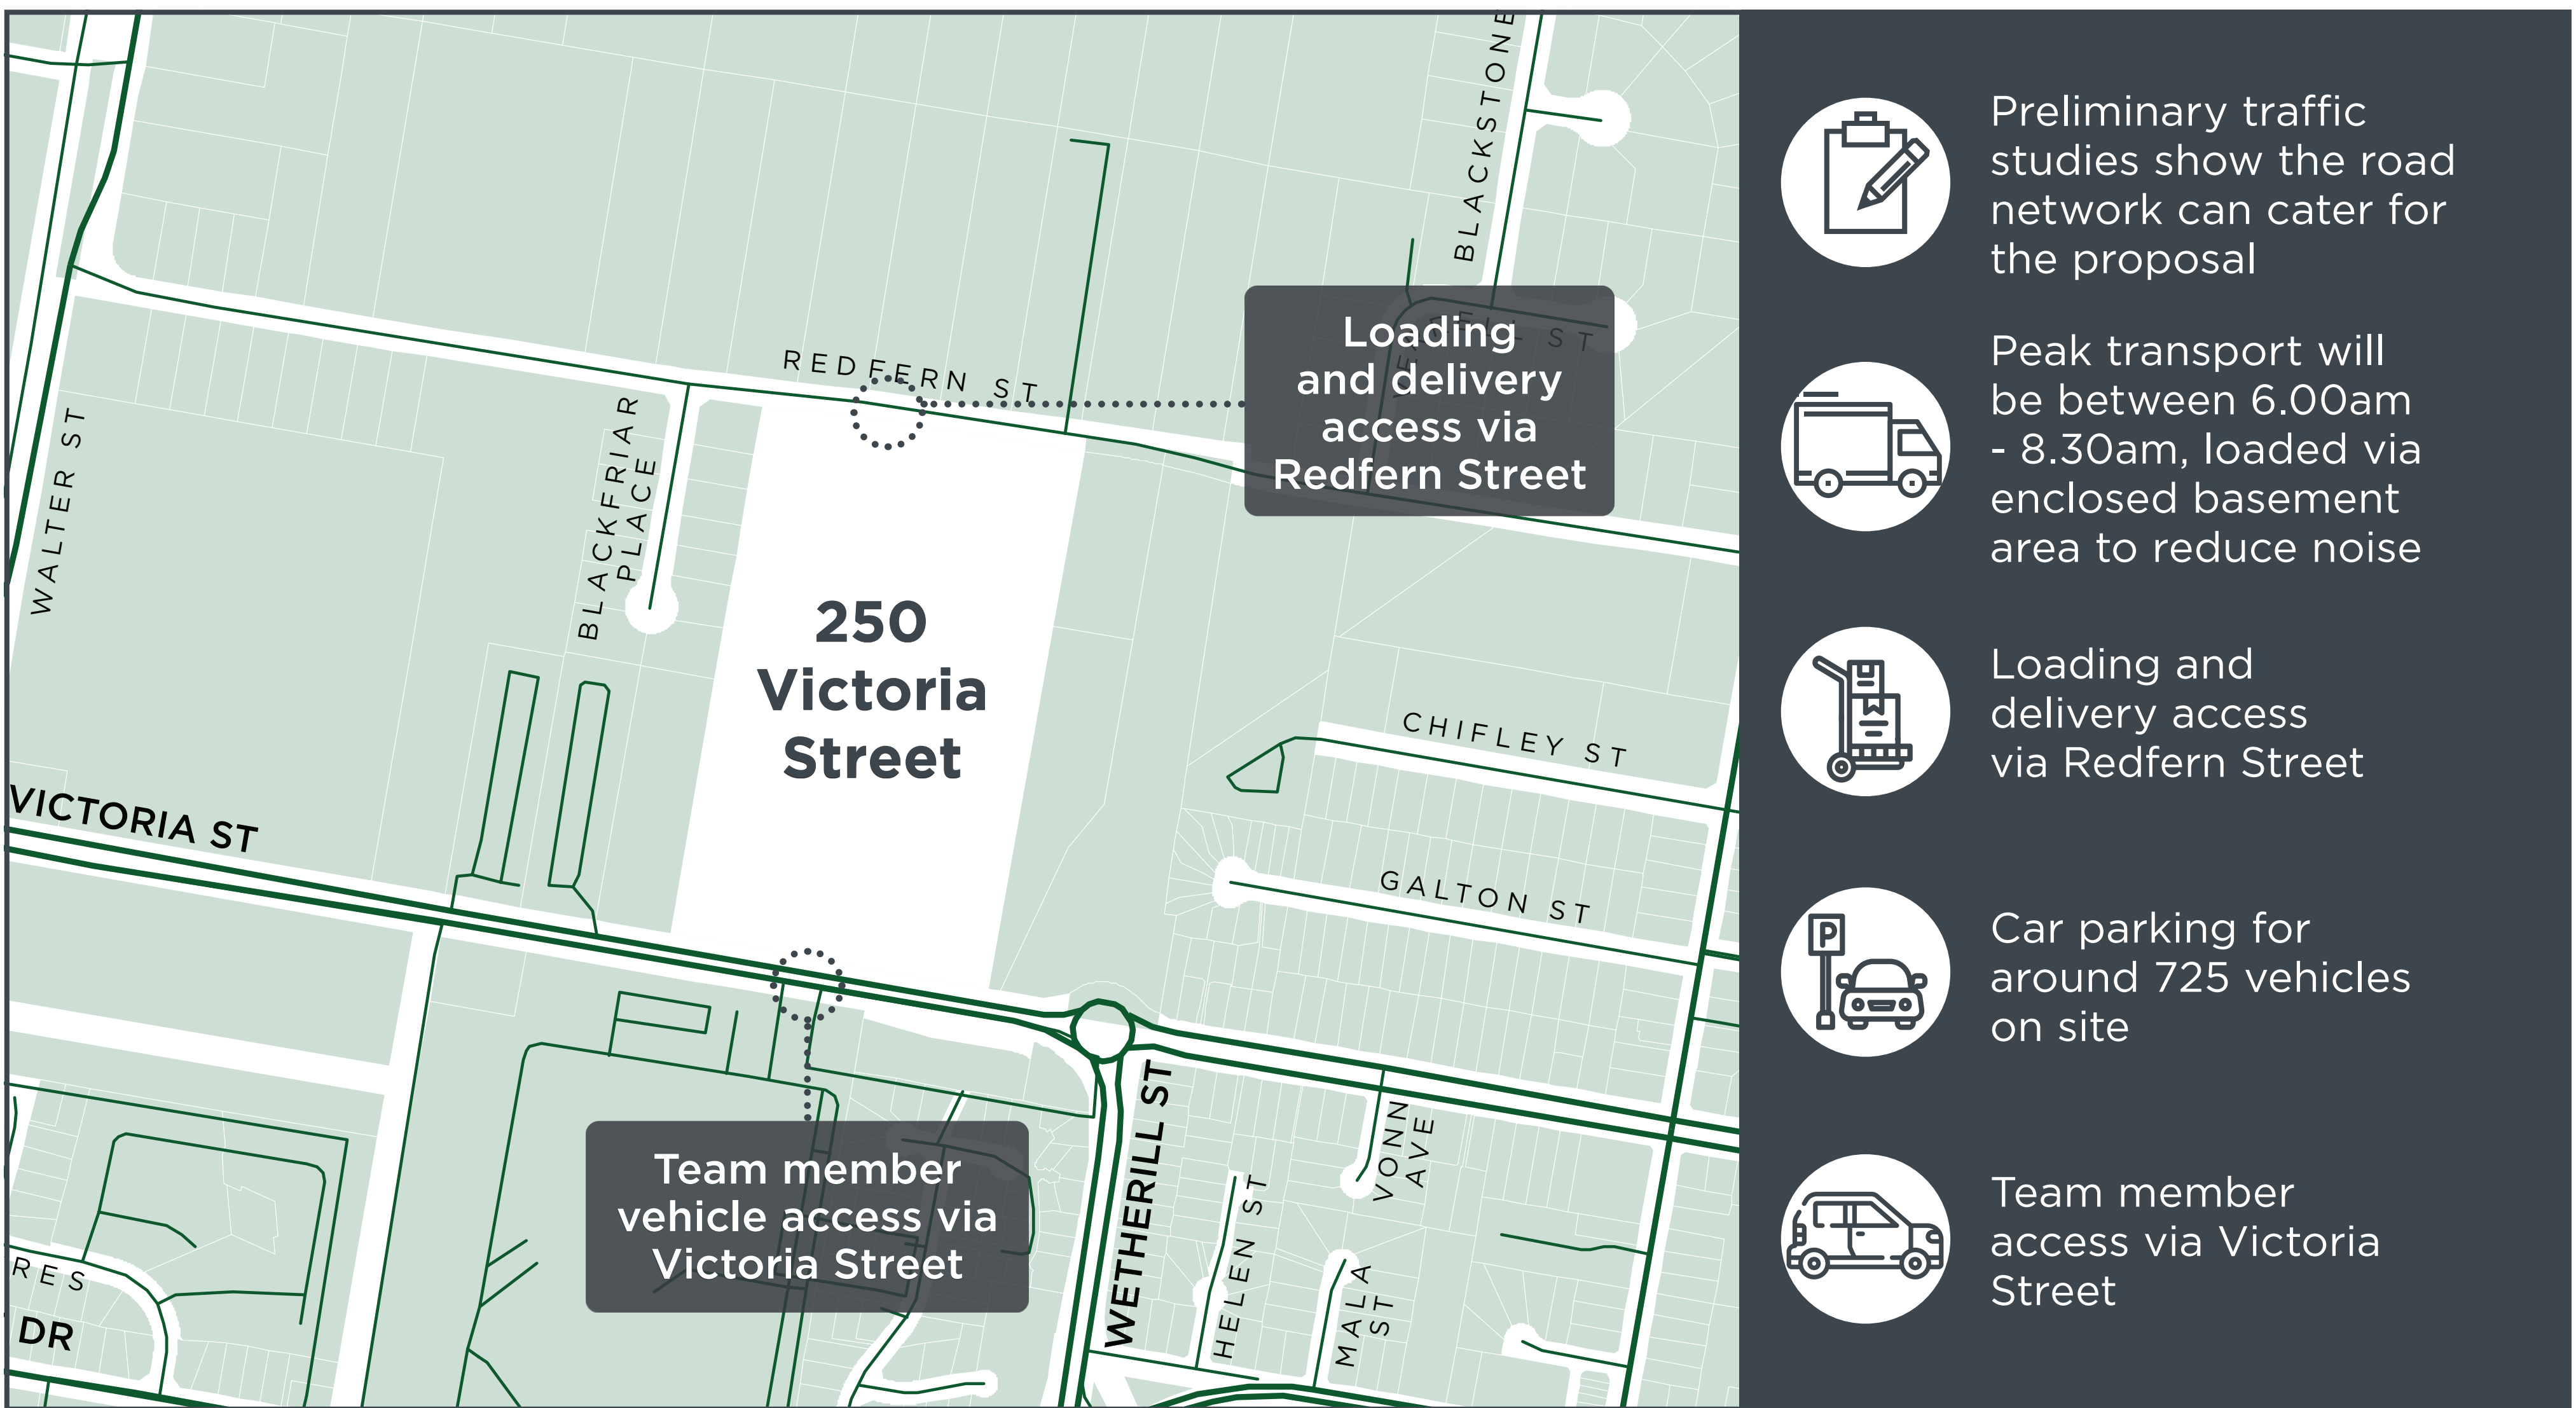 BLACKSTONE
REDFERN ST
ST
Loading
and delivery
access via
Redfern Street
WALTER ST
BLACKFRIAR
PLACE
250
Victoria
Street
CHIFLEY ST
VICTORIA ST
GALTON ST
Team member
vehicle access via
Victoria Street
WETHERILL ST
VONN
AVE
HELEN ST
MALA
ST
RES
DR
Preliminary traffic
studies show the road
network can cater for
the proposal
Peak transport will
be between 6.00am
- 8.30am, loaded via
enclosed basement
area to reduce noise
Loading and
delivery access
via Redfern Street
P
Car parking for
around 725 vehicles
on site
Team member
access via Victoria
Street